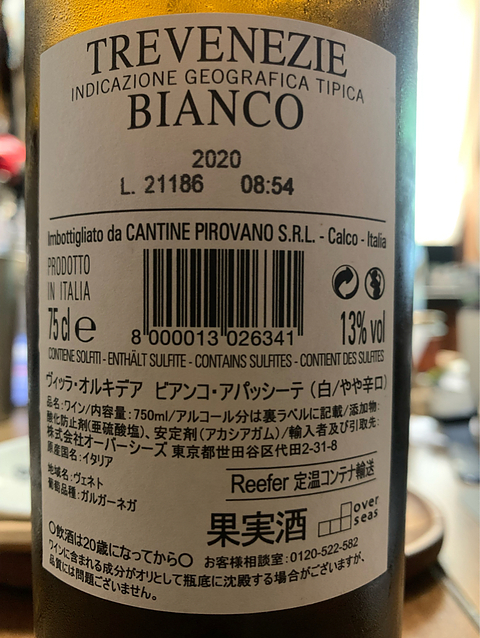 TREVENEZIE
INDICAZIONE GEOGRAFICA TIPICA
BIANCO
2020
L. 21186 08:54
Imbottigliato da CANTINE PIROVANO S.R.L. - Calco - Italia
PRODOTTO
IN ITALIA
75 cl e
8 000013 026341
13% vol
CONTIENE SOLFITI - ENTHÄLT SULFITE - CONTAINS SULFITES - CONTIENT DES SULFITES
ヴィッラ・オルキデア ビアンコ・アパッシーテ (白/やや辛口)
品名:ワイン/内容量:750ml/アルコール分は裏ラベルに記載/添加物:
酸化防止剤(亜硫酸塩)、安定剤(アカシアガム)/輸入者及び引取先:
株式会社オーバーシーズ 東京都世田谷区代田2-31-8
原産国名:イタリア
地域名:ヴェネト
葡萄品種:ガルガーネガ
Reefer 定温コンテナ輸送
果実酒
over
seas
〇飲酒は20歳になってから〇
お客様相談室:0120-522-582
ワインに含まれる成分がオリとして瓶底に沈殿する場合がございますが、
品質には問題ございません。